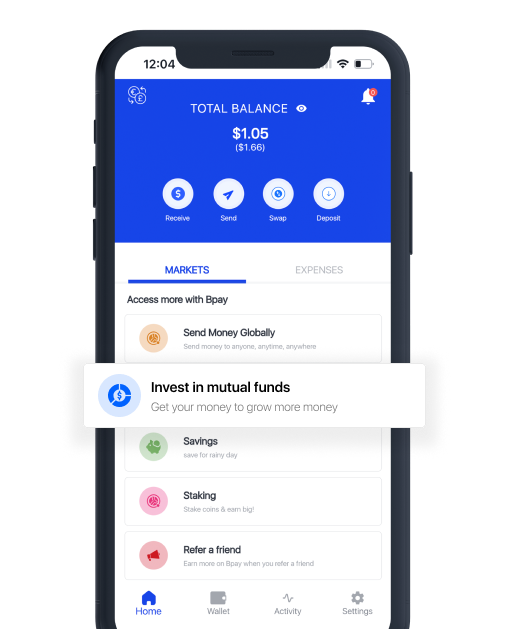 12:04
TOTAL BALANCE
0
$1.05
($1.66)
Receive
Send
Swap
Deposit
MARKETS
EXPENSES
Access more with Bpay
Send Money Globally
Send money to anyone, anytime, anywhere
Invest in mutual funds
Get your money to grow more money
Savings
save for rainy day
Staking
Stake coins & earn big!
Refer a friend
Earn more on Bpay when you refer a friend
Home
Wallet
Activity
Settings